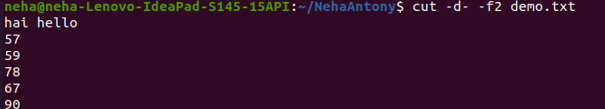 neha@neha-Lenovo-IdeaPad-S145-15API:~/NehaAntony$ cut -d- -f2 demo.txt
hai hello
57
59
78
67
90